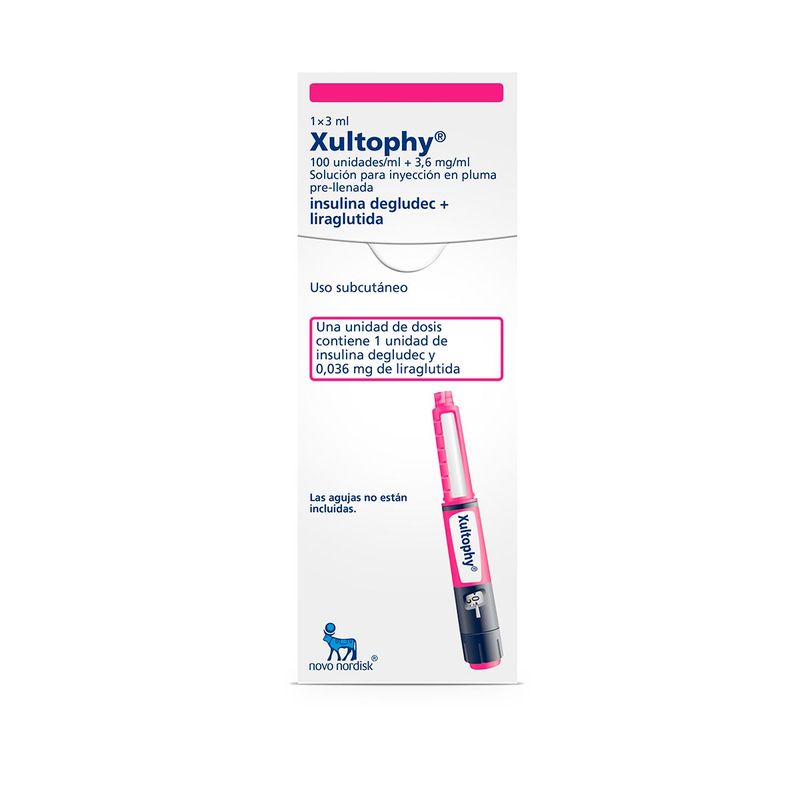 1×3 ml
Xultophy®
100 unidades/ml + 3,6 mg/ml
Solución para inyección en pluma
pre-llenada
insulina degludec +
liraglutida
Uso subcutáneo
Una unidad de dosis
contiene 1 unidad de
insulina degludec y
0,036 mg de liraglutida
Las agujas no están
incluidas.
Xultophy®
novo nordisk®